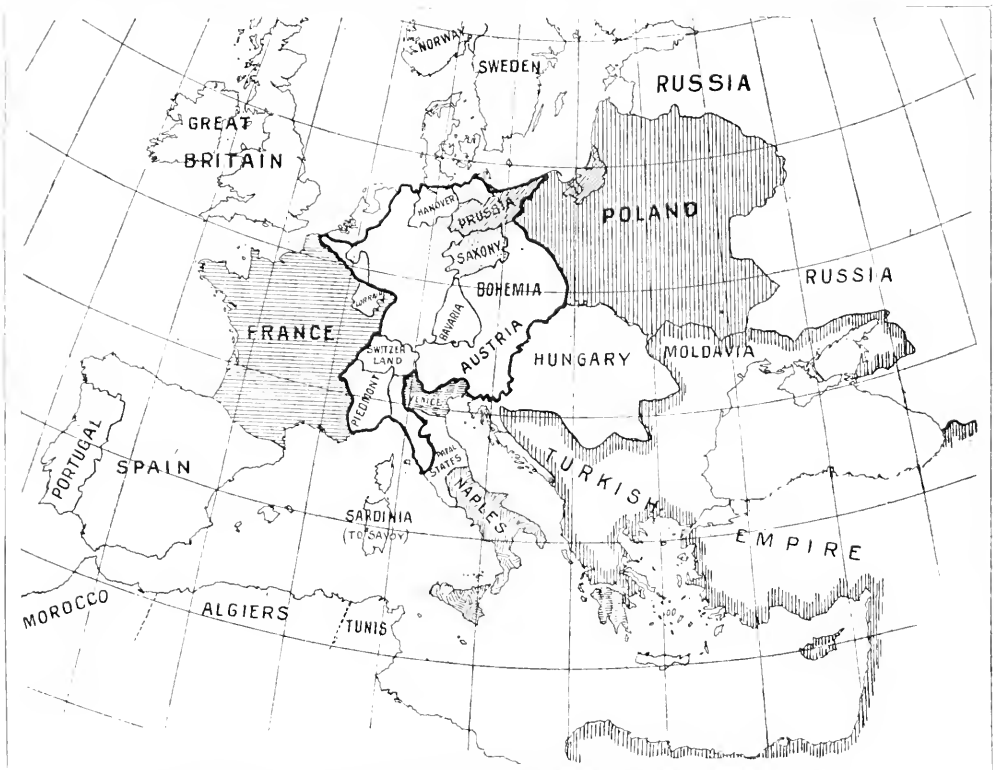 NORWAY
SWEDEN
RUSSIA
GREAT
BRITAIN
HANOVER
PRUSSIA
POLAND
SAXONY
RUSSIA
BOHEMIA
FRANCE
BAVARIA
SWITZER
LAND
AUSTRIA
HUNGARY
MOLDAVIA
PIEDMONT
VENICE
PORTUGAL
SPAIN
PAPAL
STATES
TURKISH
NAPLES
SARDINIA
(TO SAVOY)
EMPIRE
MOROCCO
ALGIERS
TUNIS